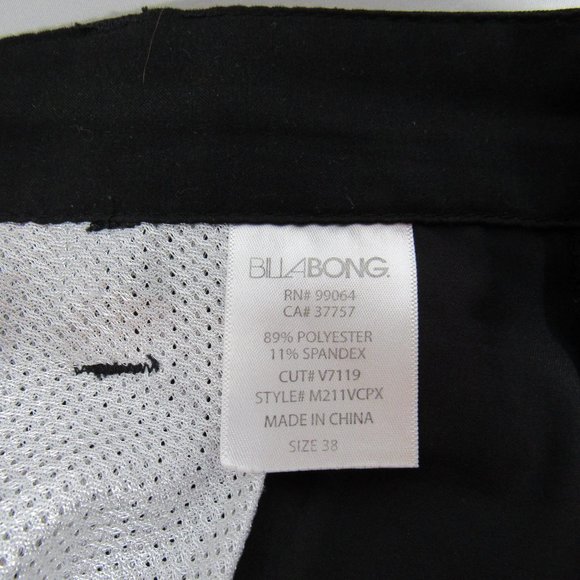 BILLABONG
RN# 99064
CA# 37757
89% POLYESTER
11% SPANDEX
CUT# V7119
STYLE# M211VCPX
MADE IN CHINA
SIZE 38